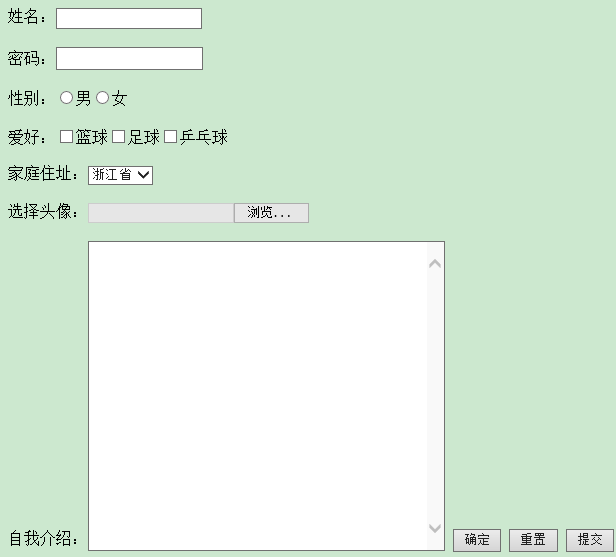 姓名：
密码：
性别： 男 女
爱好： 篮球 足球 乒乓球
家庭住址： 浙江省
选择头像： 浏览...
自我介绍： 确定 重置 提交